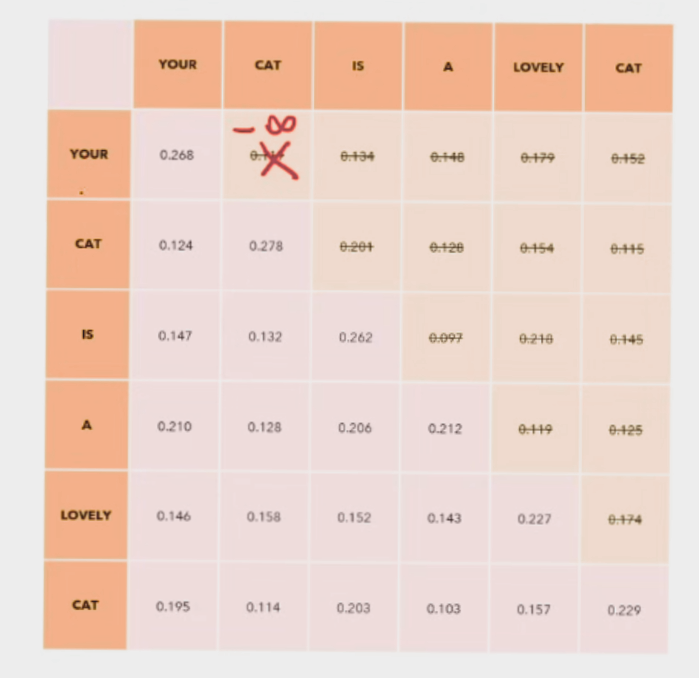 YOUR CAT IS A LOVELY CAT
- ∞
YOUR 0.268 0.134 0.148 0.179 0.152
CAT 0.124 0.278 0.201 0.128 0.154 0.115
IS 0.147 0.132 0.262 0.097 0.218 0.145
A 0.210 0.128 0.206 0.212 0.119 0.125
LOVELY 0.146 0.158 0.152 0.143 0.227 0.174
CAT 0.195 0.114 0.203 0.103 0.157 0.229